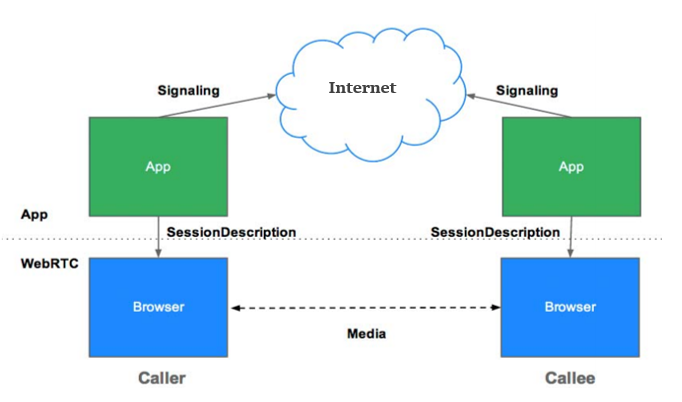 Internet
Signaling
Signaling
App
App
App
SessionDescription
SessionDescription
WebRTC
Browser
Browser
Media
Caller
Callee